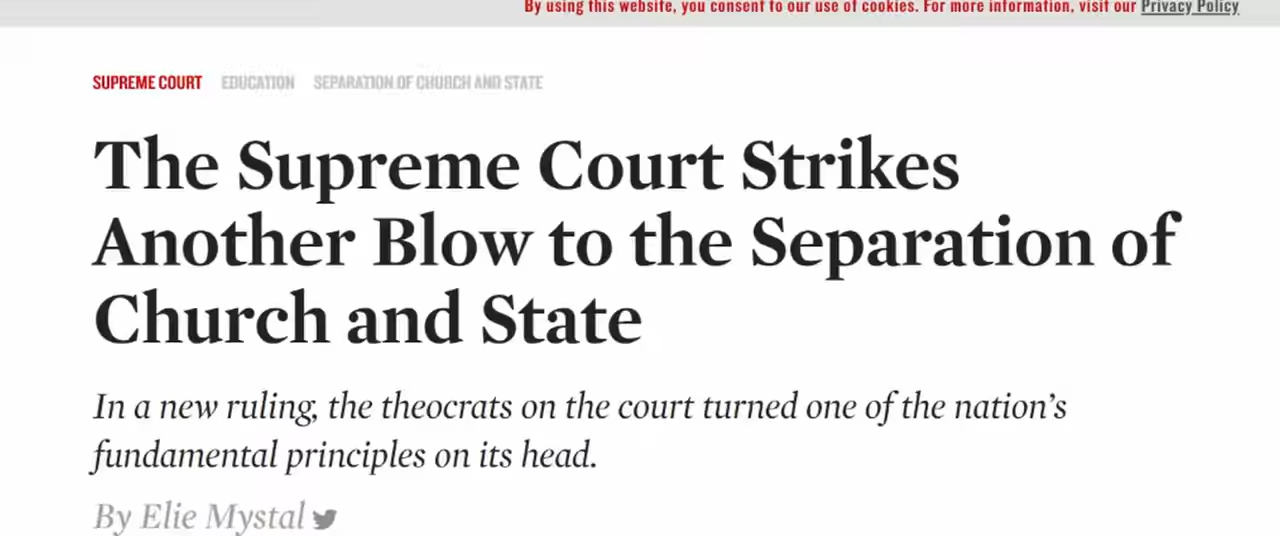 By using this website, you consent to our use of cookies. For more information, visit our Privacy Policy
SUPREME COURT EDUCATION SEPARATION OF CHURCH AND STATE
The Supreme Court Strikes
Another Blow to the Separation of
Church and State
In a new ruling, the theocrats on the court turned one of the nation’s
fundamental principles on its head.
By Elie Mystal